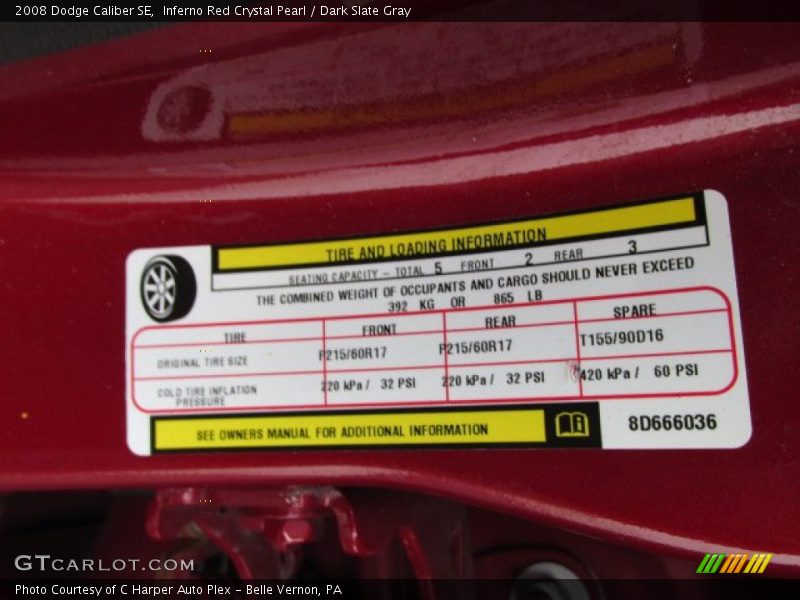 2008 Dodge Caliber SE, Inferno Red Crystal Pearl / Dark Slate Gray
TIRE AND LOADING INFORMATION
SEATING CAPACITY - TOTAL 5 FRONT 2 REAR 3
THE COMBINED WEIGHT OF OCCUPANTS AND CARGO SHOULD NEVER EXCEED
392 KG OR 865 LB
TIRE FRONT REAR SPARE
ORIGINAL TIRE SIZE P215/60R17 P215/60R17 T155/90D16
COLD TIRE INFLATION PRESSURE 220 kPa / 32 PSI 220 kPa / 32 PSI 420 kPa / 60 PSI
SEE OWNERS MANUAL FOR ADDITIONAL INFORMATION
8D666036
GTCARLOT.COM
Photo Courtesy of C Harper Auto Plex - Belle Vernon, PA